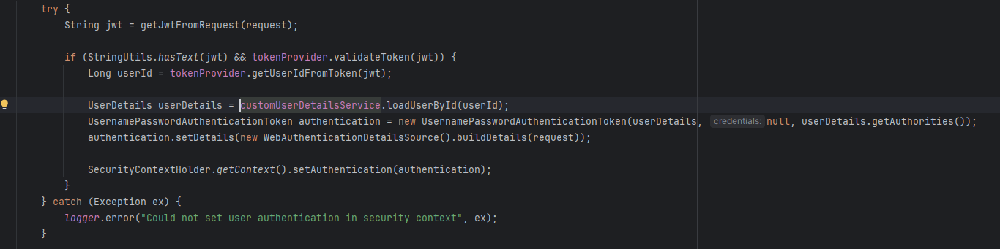 try {
String jwt = getJwtFromRequest(request);
if (StringUtils.hasText(jwt) && tokenProvider.validateToken(jwt)) {
Long userId = tokenProvider.getUserIdFromToken(jwt);
UserDetails userDetails = customUserDetailsService.loadUserById(userId);
UsernamePasswordAuthenticationToken authentication = new UsernamePasswordAuthenticationToken(userDetails, credentials: null, userDetails.getAuthorities());
authentication.setDetails(new WebAuthenticationDetailsSource().buildDetails(request));
SecurityContextHolder.getContext().setAuthentication(authentication);
}
} catch (Exception ex) {
logger.error("Could not set user authentication in security context", ex);
}